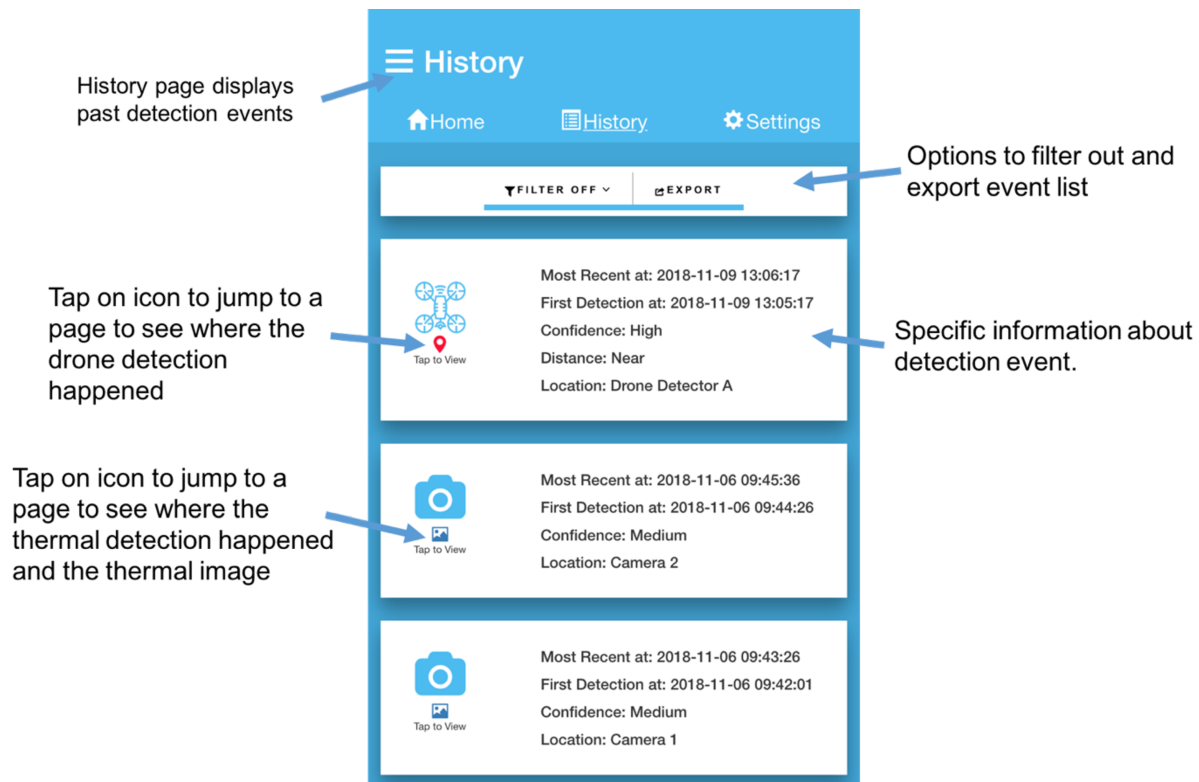 History
History page displays
past detection events
Home
History
Settings
Options to filter out and
export event list
FILTER OFF
EXPORT
Tap on icon to jump to a
page to see where the
drone detection
happened
Tap to View
Most Recent at: 2018-11-09 13:06:17
First Detection at: 2018-11-09 13:05:17
Confidence: High
Distance: Near
Location: Drone Detector A
Specific information about
detection event.
Tap on icon to jump to a
page to see where the
thermal detection happened
and the thermal image
Tap to View
Most Recent at: 2018-11-06 09:45:36
First Detection at: 2018-11-06 09:44:26
Confidence: Medium
Location: Camera 2
Tap to View
Most Recent at: 2018-11-06 09:43:26
First Detection at: 2018-11-06 09:42:01
Confidence: Medium
Location: Camera 1